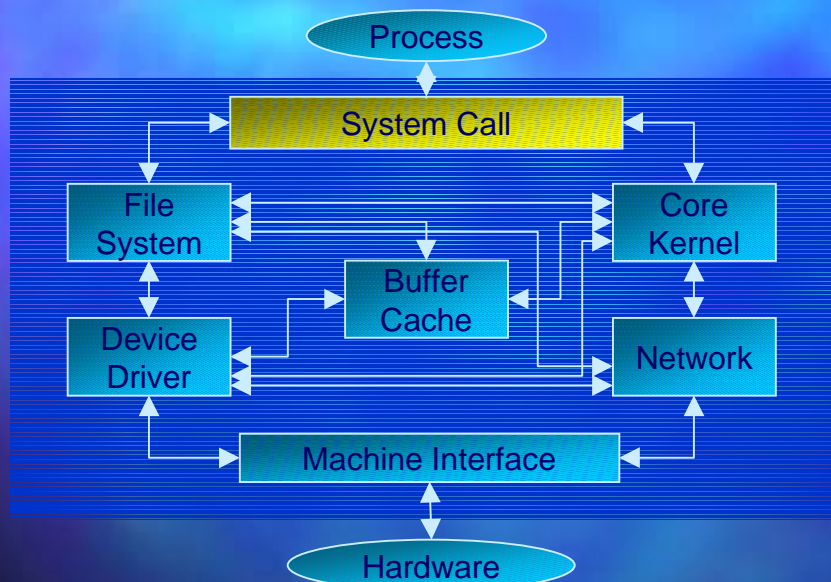 Process
System Call
File
System
Core
Kernel
Buffer
Cache
Device
Driver
Network
Machine Interface
Hardware